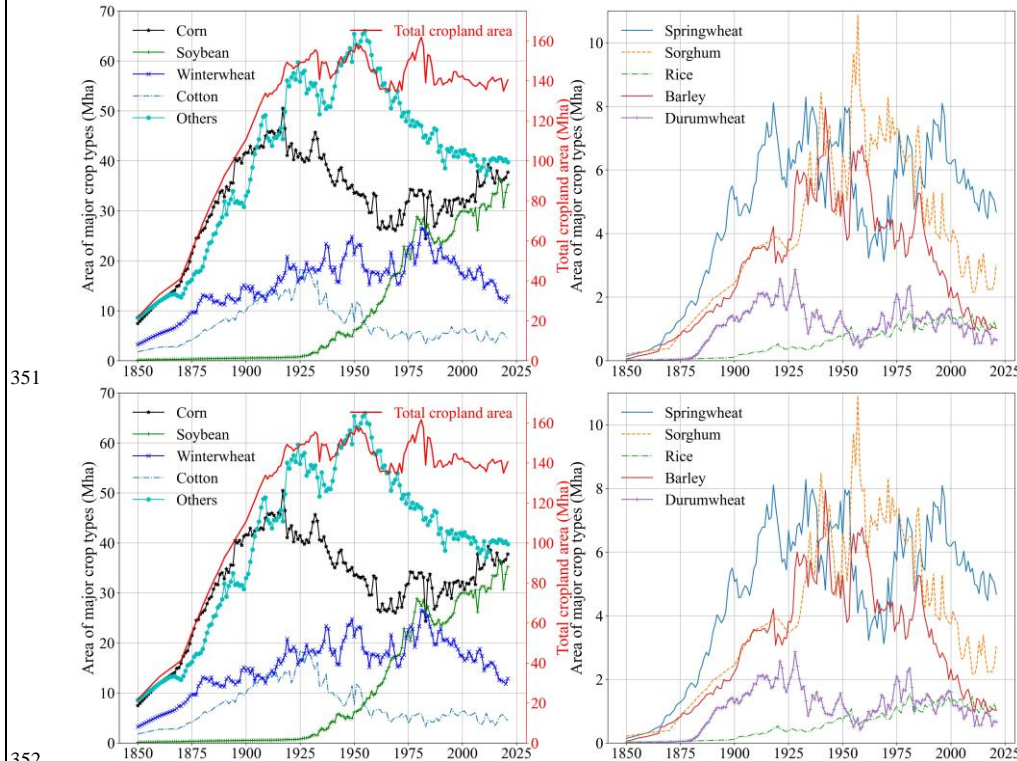 70
60
50
40
30
20
10
0
Area of major crop types (Mha)
Corn
Soybean
Winterwheat
Cotton
Others
Total cropland area
160
140
120
100
80
60
40
20
0
Total cropland area (Mha)
1850 1875 1900 1925 1950 1975 2000 2025
10
8
6
4
2
0
Area of major crop types (Mha)
Springwheat
Sorghum
Rice
Barley
Durumwheat
1850 1875 1900 1925 1950 1975 2000 2025
351
70
60
50
40
30
20
10
0
Area of major crop types (Mha)
Corn
Soybean
Winterwheat
Cotton
Others
Total cropland area
160
140
120
100
80
60
40
20
0
Total cropland area (Mha)
1850 1875 1900 1925 1950 1975 2000 2025
10
8
6
4
2
0
Area of major crop types (Mha)
Springwheat
Sorghum
Rice
Barley
Durumwheat
1850 1875 1900 1925 1950 1975 2000 2025
352